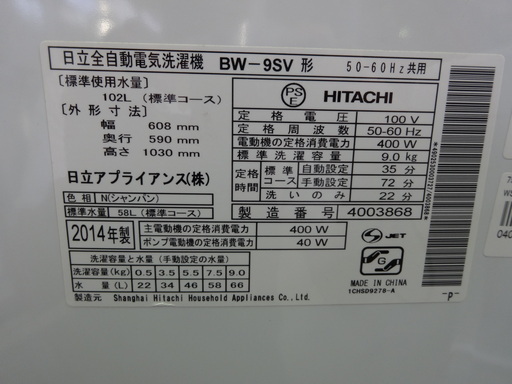 日立全自動電気洗濯機 BW-9SV 形 50-60Hz共用
[標準使用水量]
102L (標準コース)
[外形寸法]
幅 608 mm
奥行 590 mm
高さ 1030 mm
日立アプライアンス(株)
色相 N(シャンパン)
標準水量 58L (標準コース)
2014年製
主電動機の定格消費電力 400 W
ポンプ電動機の定格消費電力 40 W
洗濯容量と水量 (手動設定の水量)
洗濯容量(kg) 0.5 3.5 5.5 7.5 9.0
水量(L) 22 34 46 58 66
製造元 Shanghai Hitachi Household Appliances Co.,Ltd.
PSE HITACHI
定格電圧 100 V
定格周波数 50-60 Hz
電動機の定格消費電力 400 W
標準洗濯容量 9.0 kg
定格時間 標準コース 自動設定 35 分
手動設定 72 分
洗いのみ 22 分
製造番号 4003868
S JET
G
MADE IN CHINA
1CHSD9278-A
-P-